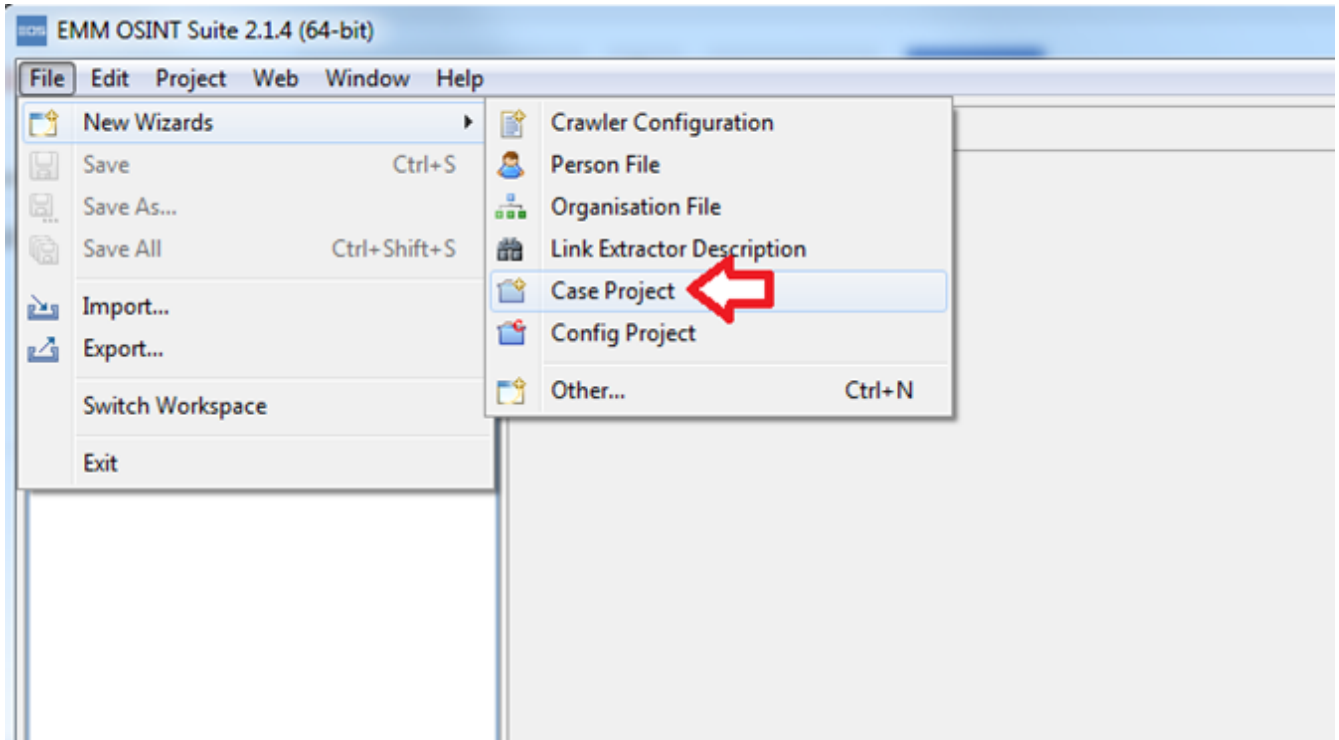 EOS EMM OSINT Suite 2.1.4 (64-bit)
File Edit Project Web Window Help
New Wizards
Save Ctrl+S
Save As...
Save All Ctrl+Shift+S
Import...
Export...
Switch Workspace
Exit
Crawler Configuration
Person File
Organisation File
Link Extractor Description
Case Project
Config Project
Other... Ctrl+N